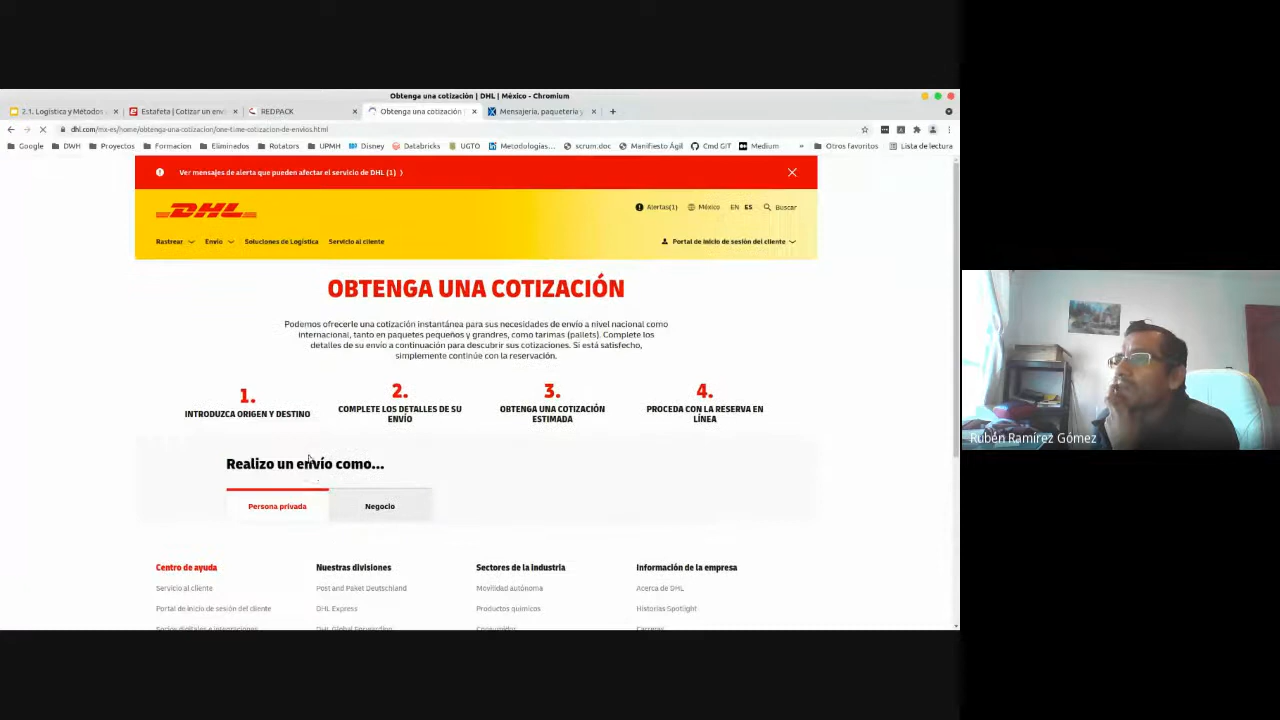 Obtenga una cotización | DHL | México - Chromium
2.1. Logística y Métodos
Estafeta | Cotizar un env
REDPACK
Obtenga una cotización
Mensajería, paquetería y
dhl.com/mx-es/home/obtenga-una-cotizacion/one-time-cotizacion-de-envios.html
Google
DWH
Proyectos
Formacion
Eliminados
Rotators
UPMH
Disney
Databricks
UGTO
Metodologías...
scrum.doc
Manifiesto Ágil
Cmd GIT
Medium
»
Otros favoritos
Lista de lectura
Ver mensajes de alerta que pueden afectar el servicio de DHL (1)
DHL
Alertas(1)
México
EN
ES
Buscar
Rastrear
Envío
Soluciones de Logística
Servicio al cliente
Portal de inicio de sesión del cliente
OBTENGA UNA COTIZACIÓN
Podemos ofrecerle una cotización instantánea para sus necesidades de envío a nivel nacional como
internacional, tanto en paquetes pequeños y grandres, como tarimas (pallets). Complete los
detalles de su envío a continuación para descubrir sus cotizaciones. Si está satisfecho,
simplemente continúe con la reservación.
1.
INTRODUZCA ORIGEN Y DESTINO
2.
COMPLETE LOS DETALLES DE SU
ENVÍO
3.
OBTENGA UNA COTIZACIÓN
ESTIMADA
4.
PROCEDA CON LA RESERVA EN
LÍNEA
Realizo un envío como...
Persona privada
Negocio
Centro de ayuda
Servicio al cliente
Portal de inicio de sesión del cliente
Socios digitales e integraciones
Nuestras divisiones
Post and Paket Deutschland
DHL Express
DHL Global Forwarding
Sectores de la Industria
Movilidad autónoma
Productos químicos
Consumidor
Información de la empresa
Acerca de DHL
Historias Spotlight
Carreras
Rubén Ramírez Gómez